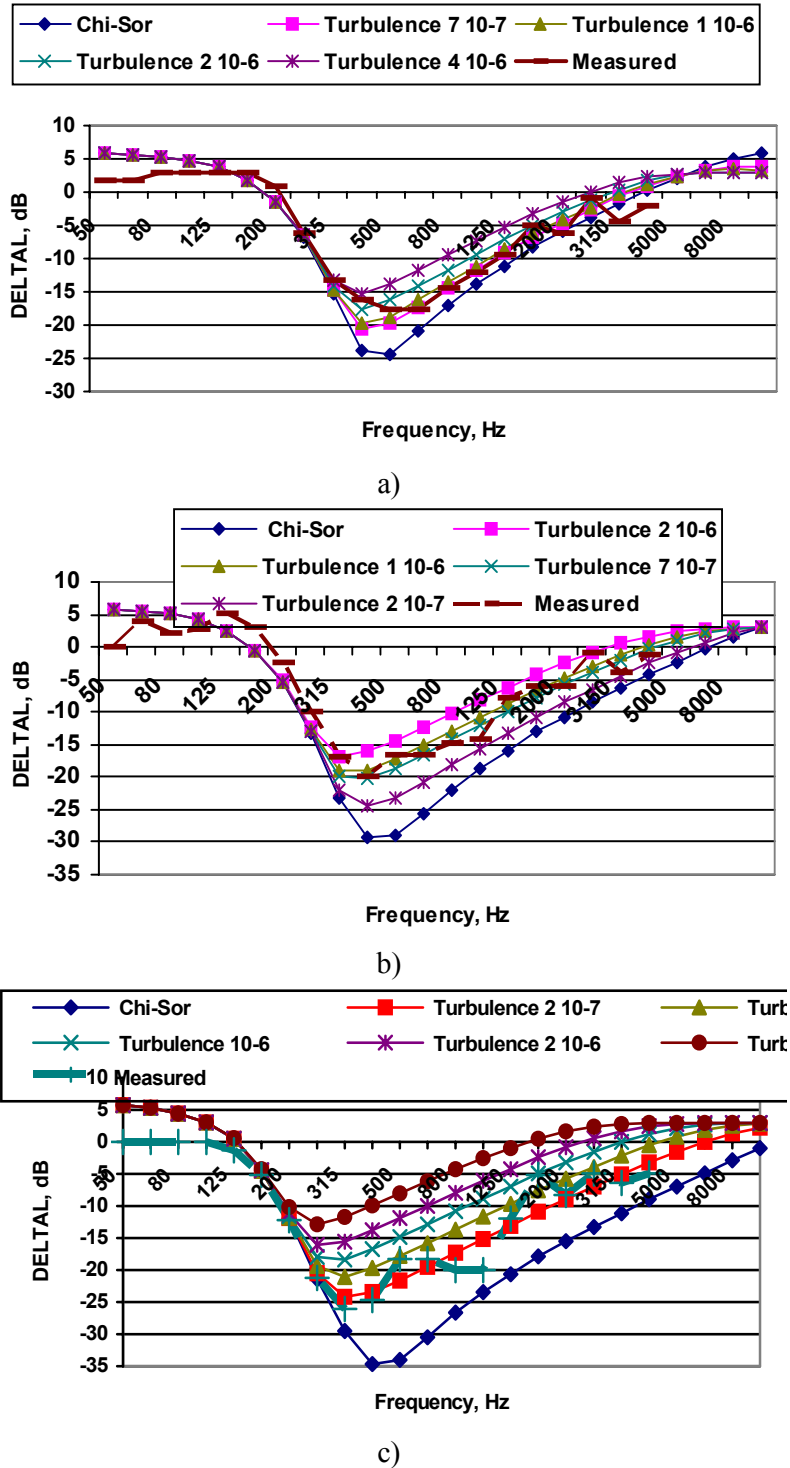 Chi-Sor Turbulence 7 10-7 Turbulence 1 10-6
Turbulence 2 10-6 Turbulence 4 10-6 Measured
10
5
0
-5
-10
-15
-20
-25
-30
50 80 125 200 315 500 800 1250 2000 3150 5000 8000
DELTAL, dB
Frequency, Hz
a)
Chi-Sor Turbulence 2 10-6
Turbulence 1 10-6 Turbulence 7 10-7
Turbulence 2 10-7 Measured
10
5
0
-5
-10
-15
-20
-25
-30
-35
50 80 125 200 315 500 800 1250 2000 3150 5000 8000
DELTAL, dB
Frequency, Hz
b)
Chi-Sor Turbulence 2 10-7 Turb
Turbulence 10-6 Turbulence 2 10-6 Turb
Measured
10
5
0
-5
-10
-15
-20
-25
-30
-35
50 80 125 200 315 500 800 1250 2000 3150 5000 8000
DELTAL, dB
Frequency, Hz
c)